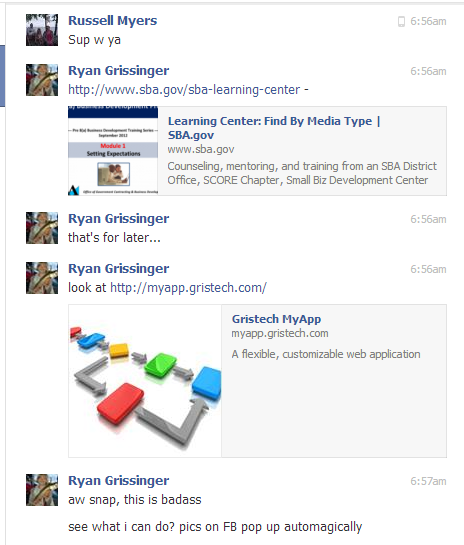 Russell Myers 6:56am
Sup w ya
Ryan Grissinger 6:56am
http://www.sba.gov/sba-learning-center -
Pre 8(a) Business Development Training Series
September 2012
Module 1
Setting Expectations
Office of Government Contracting & Business
Learning Center: Find By Media Type |
SBA.gov
www.sba.gov
Counseling, mentoring, and training from an SBA District
Office, SCORE Chapter, Small Biz Development Center
Ryan Grissinger 6:56am
that's for later...
Ryan Grissinger 6:56am
look at http://myapp.gristech.com/
Gristech MyApp
myapp.gristech.com
A flexible, customizable web application
Ryan Grissinger 6:57am
aw snap, this is badass
see what i can do? pics on FB pop up automagically